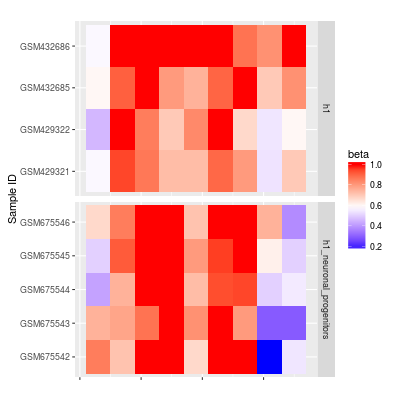 GSM432686
GSM432685
GSM429322
GSM429321
h1
GSM675546
GSM675545
GSM675544
GSM675543
GSM675542
h1_neuronal_progenitors
Sample ID
beta
1.0
0.8
0.6
0.4
0.2